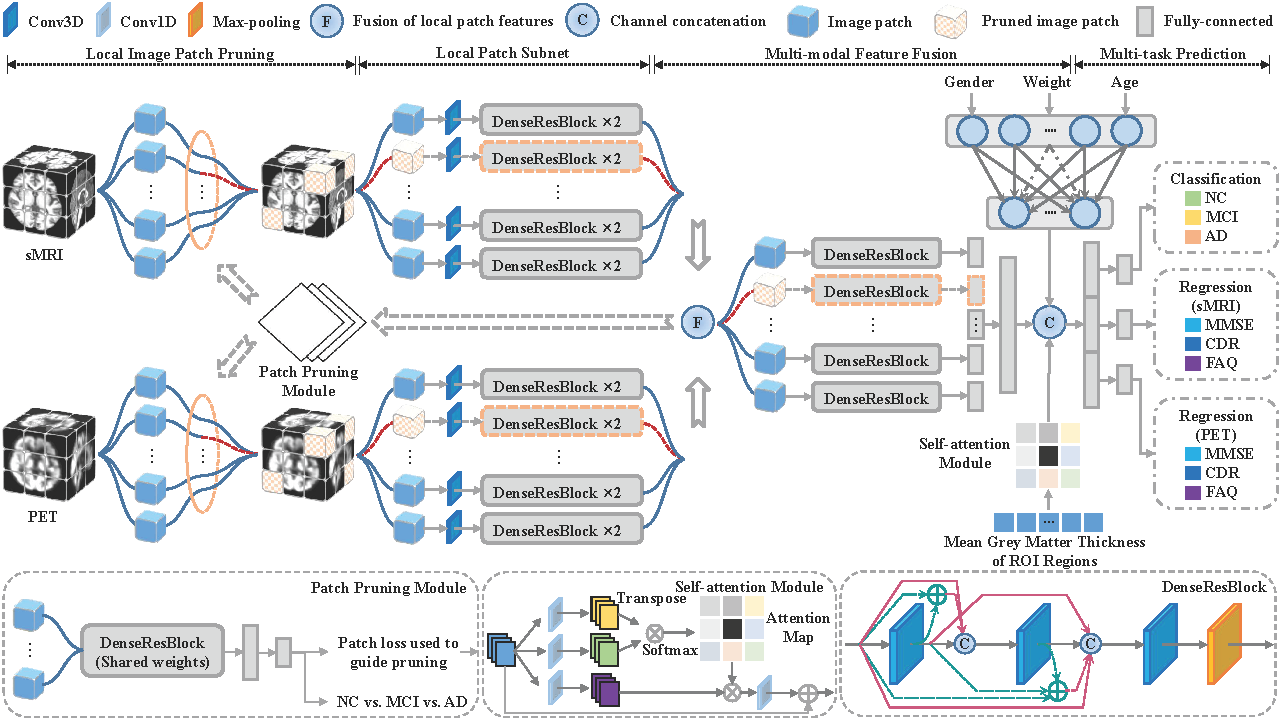 Conv3D
Conv1D
Max-pooling
F
Fusion of local patch features
C
Channel concatenation
Image patch
Pruned image patch
Fully-connected
Local Image Patch Pruning
Local Patch Subnet
Multi-modal Feature Fusion
Multi-task Prediction
Gender
Weight
Age
sMRI
DenseResBlock ×2
DenseResBlock ×2
DenseResBlock ×2
DenseResBlock ×2
Patch Pruning
Module
PET
DenseResBlock ×2
DenseResBlock ×2
DenseResBlock ×2
DenseResBlock ×2
F
DenseResBlock
DenseResBlock
DenseResBlock
DenseResBlock
C
Self-attention
Module
Mean Grey Matter Thickness
of ROI Regions
Classification
NC
MCI
AD
Regression
(sMRI)
MMSE
CDR
FAQ
Regression
(PET)
MMSE
CDR
FAQ
Patch Pruning Module
DenseResBlock
(Shared weights)
Patch loss used to
guide pruning
NC vs. MCI vs. AD
Self-attention Module
Transpose
Softmax
Attention
Map
DenseResBlock
C
C